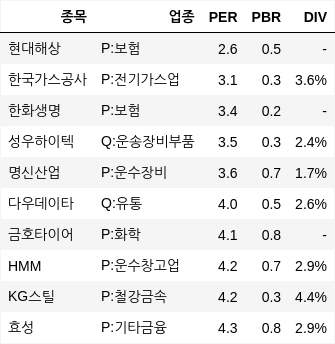 종목 업종 PER PBR DIV
현대해상 P:보험 2.6 0.5 -
한국가스공사 P:전기가스업 3.1 0.3 3.6%
한화생명 P:보험 3.4 0.2 -
성우하이텍 Q:운송장비부품 3.5 0.3 2.4%
명신산업 P:운수장비 3.6 0.7 1.7%
다우데이타 Q:유통 4.0 0.5 2.6%
금호타이어 P:화학 4.1 0.8 -
HMM P:운수창고업 4.2 0.7 2.9%
KG스틸 P:철강금속 4.2 0.3 4.4%
효성 P:기타금융 4.3 0.8 2.9%